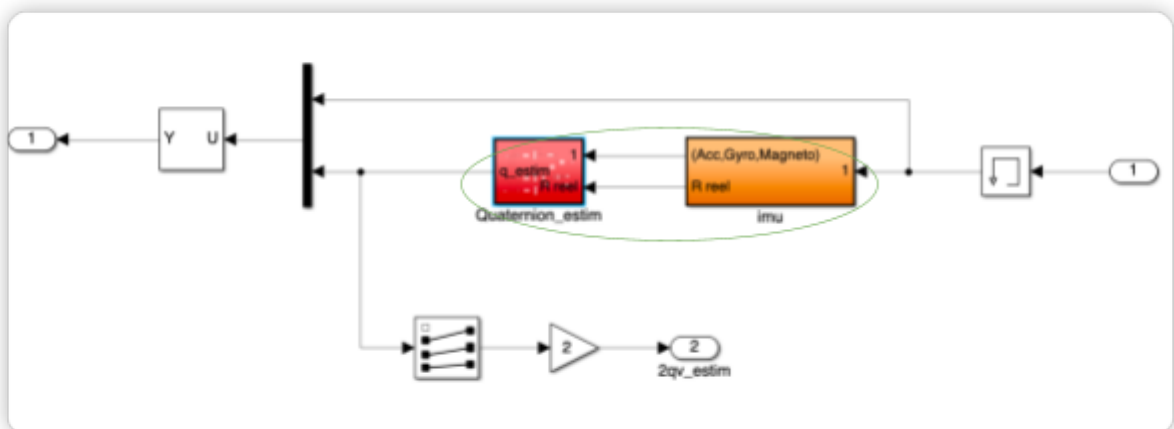 1
Y U
1
q_estim
R reel
Quaternion_estim
(Acc,Gyro,Magneto)
1
R reel
imu
1
2
2
2qv_estim